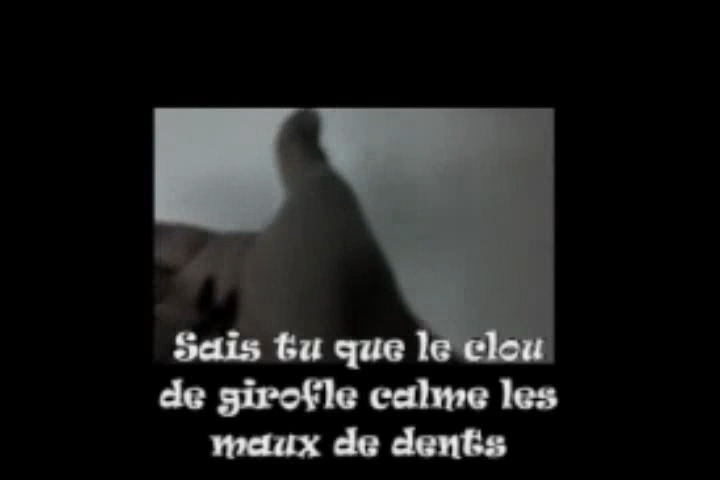 Sais tu que le clou
de girofle calme les
maux de dents